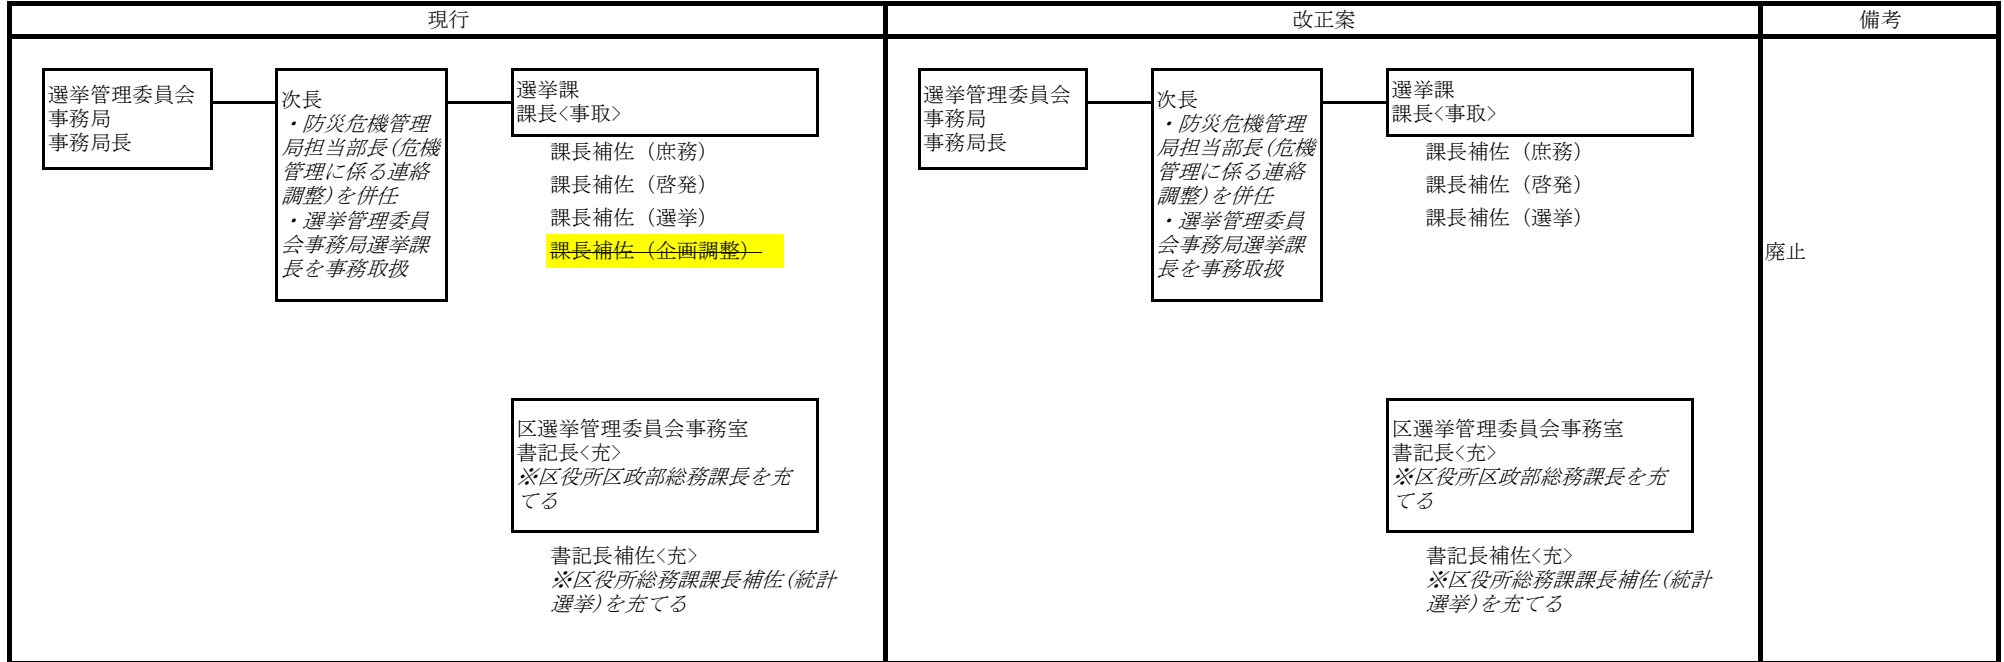 現行
改正案
備考
選挙管理委員会
事務局
事務局長
次長
・防災危機管理
局担当部長(危機
管理に係る連絡
調整)を併任
・選挙管理委員
会事務局選挙課
長を事務取扱
選挙課
課長<事取>
課長補佐（庶務）
課長補佐（啓発）
課長補佐（選挙）
課長補佐（企画調整）
区選挙管理委員会事務室
書記長<充>
※区役所区政部総務課長を充
てる
書記長補佐<充>
※区役所総務課課長補佐(統計
選挙)を充てる
選挙管理委員会
事務局
事務局長
次長
・防災危機管理
局担当部長(危機
管理に係る連絡
調整)を併任
・選挙管理委員
会事務局選挙課
長を事務取扱
選挙課
課長<事取>
課長補佐（庶務）
課長補佐（啓発）
課長補佐（選挙）
区選挙管理委員会事務室
書記長<充>
※区役所区政部総務課長を充
てる
書記長補佐<充>
※区役所総務課課長補佐(統計
選挙)を充てる
廃止